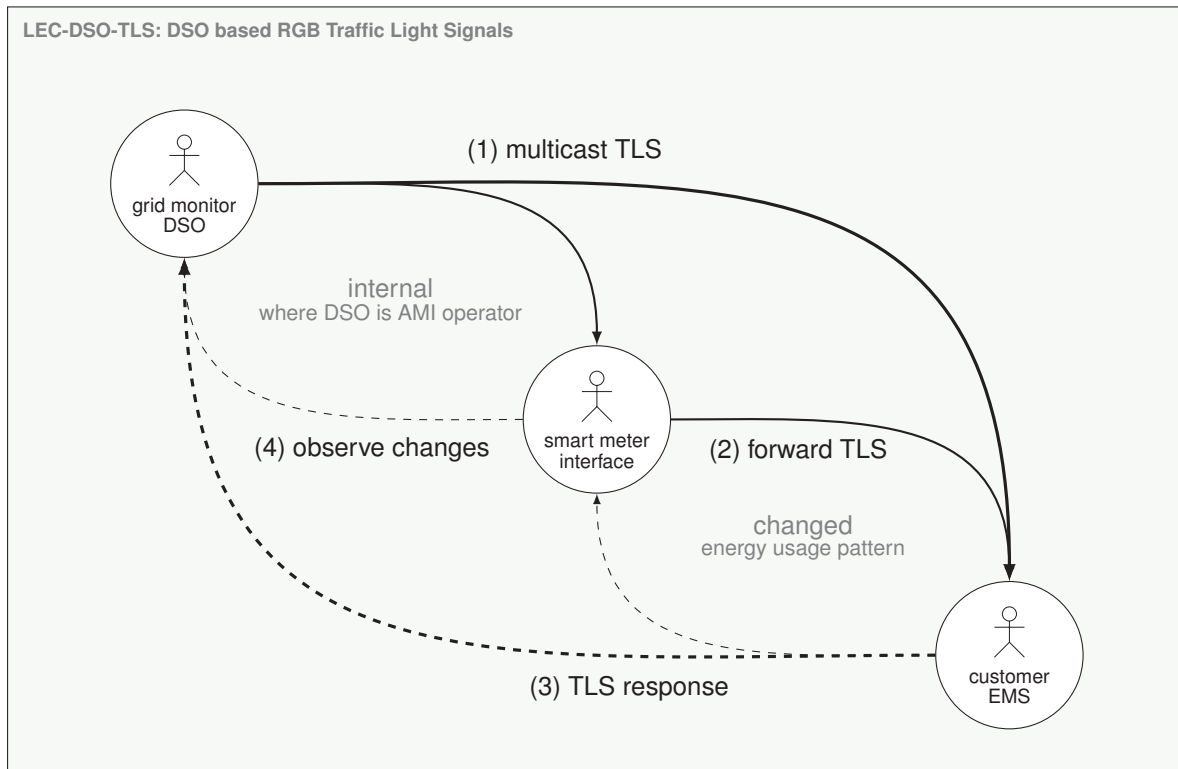 LEC-DSO-TLS: DSO based RGB Traffic Light Signals
(1) multicast TLS
grid monitor
DSO
internal
where DSO is AMI operator
(4) observe changes
smart meter
interface
(2) forward TLS
changed
energy usage pattern
(3) TLS response
customer
EMS